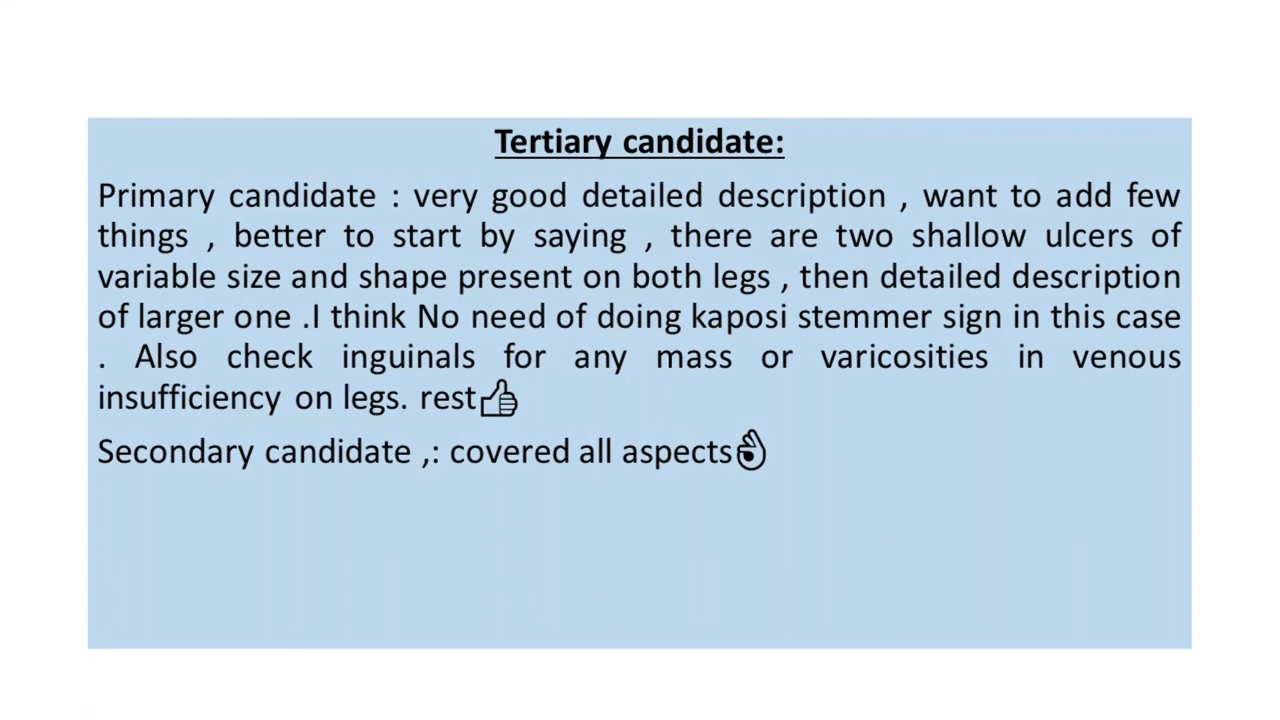 Tertiary candidate:
Primary candidate : very good detailed description , want to add few
things , better to start by saying , there are two shallow ulcers of
variable size and shape present on both legs , then detailed description
of larger one .I think No need of doing kaposi stemmer sign in this case
. Also check inguinals for any mass or varicosities in venous
insufficiency on legs. rest👍
Secondary candidate ,: covered all aspects👌